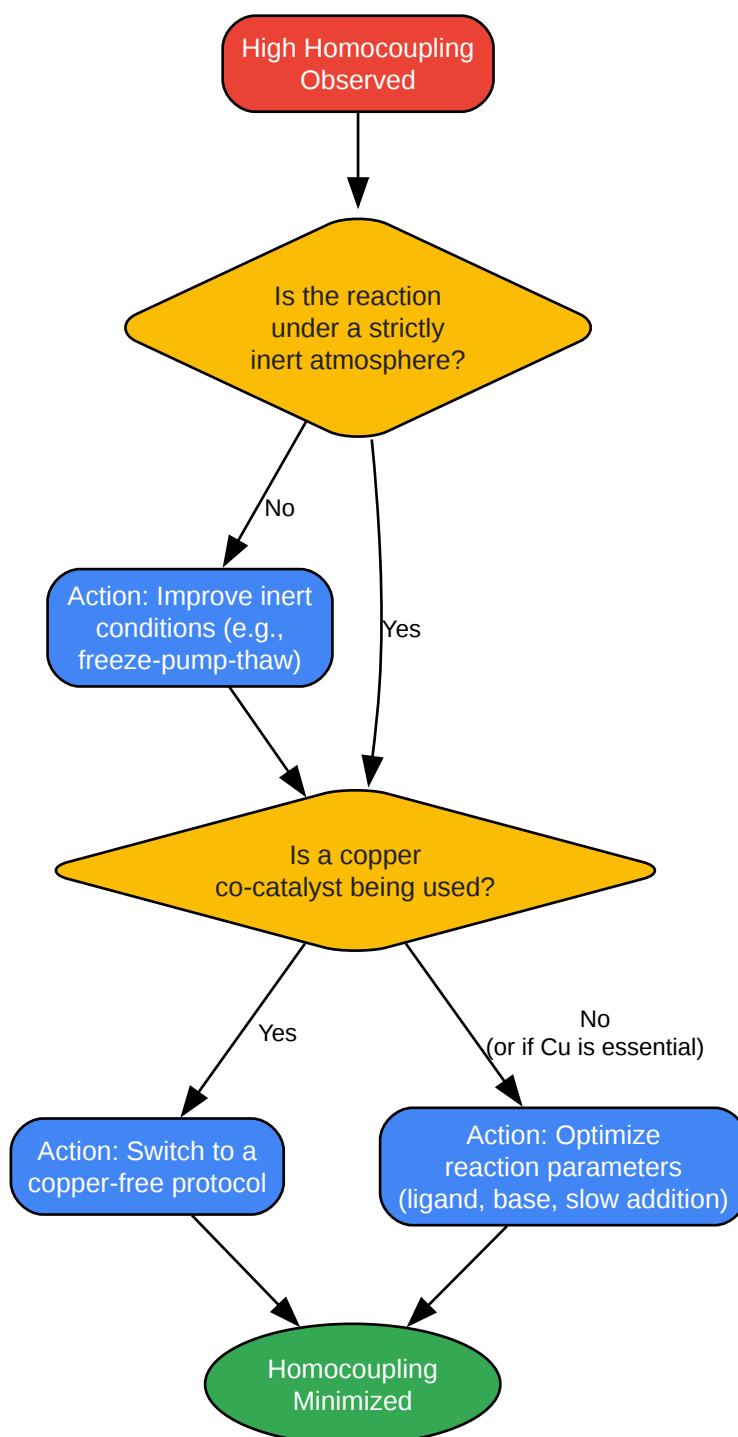 High Homocoupling
Observed
Is the reaction
under a strictly
inert atmosphere?
No
Action: Improve inert
conditions (e.g.,
freeze-pump-thaw)
Yes
Is a copper
co-catalyst being used?
Yes
No
(or if Cu is essential)
Action: Switch to a
copper-free protocol
Action: Optimize
reaction parameters
(ligand, base, slow addition)
Homocoupling
Minimized